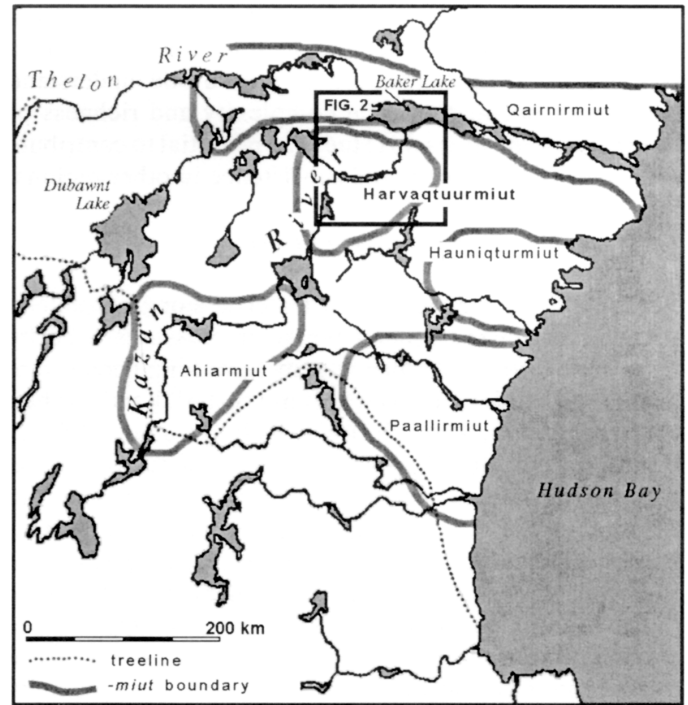 River
Thelon
Baker Lake
FIG. 2
Qairnirmiut
Dubawnt
Lake
Harvaqtuurmiut
River
Hauniqturmiut
Kazan
Ahiarmiut
Paallirmiut
Hudson Bay
0 200 km
treeline
-miut boundary